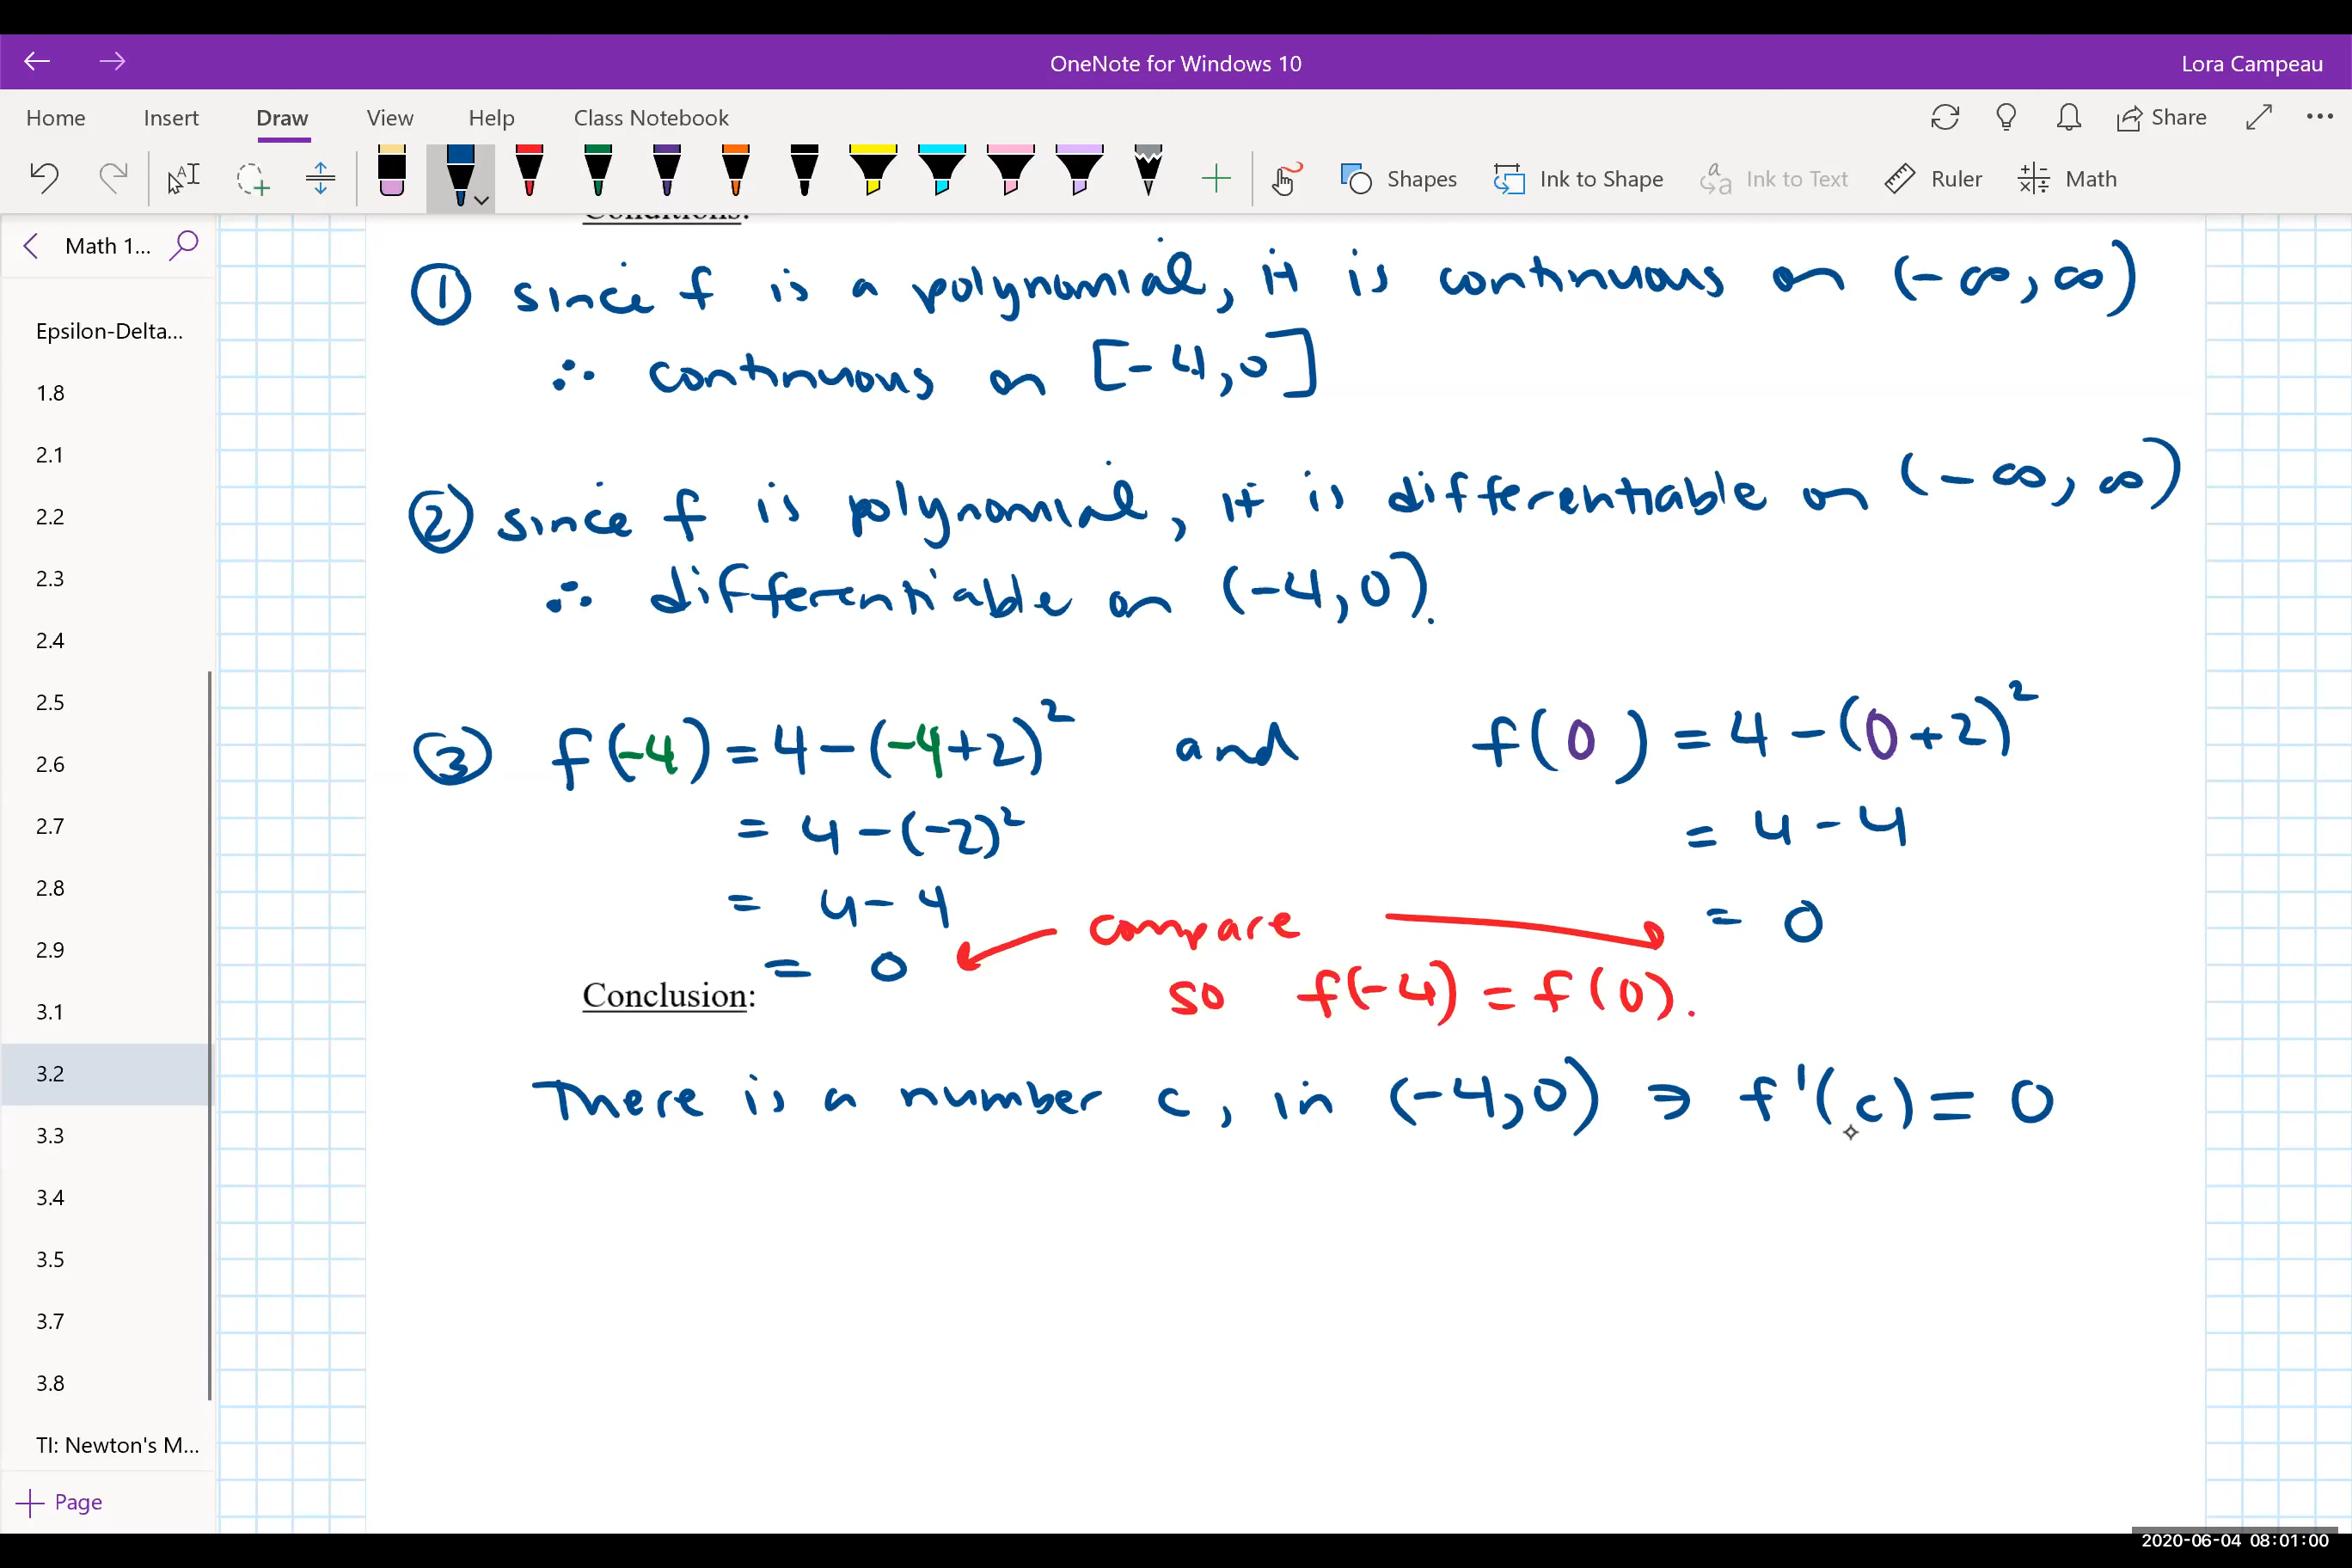 OneNote for Windows 10
Lora Campeau
Home Insert Draw View Help Class Notebook Share
Shapes Ink to Shape Ink to Text Ruler Math
Math 1...
Epsilon-Delta...
1.8
2.1
2.2
2.3
2.4
2.5
2.6
2.7
2.8
2.9
3.1
3.2
3.3
3.4
3.5
3.7
3.8
TI: Newton's M...
Page
Conditions:
① since f is a polynomial, it is continuous on (-∞, ∞)
∴ continuous on [-4,0]
② since f is polynomial, it is differentiable on (-∞, ∞)
∴ differentiable on (-4,0).
③ f(-4) = 4-(-4+2)² and f(0) = 4-(0+2)²
= 4-(-2)² = 4-4
= 4-4 compare = 0
= 0 so f(-4) = f(0).
Conclusion:
There is a number c, in (-4,0) ∋ f'(c) = 0
2020-06-04 08:01:00